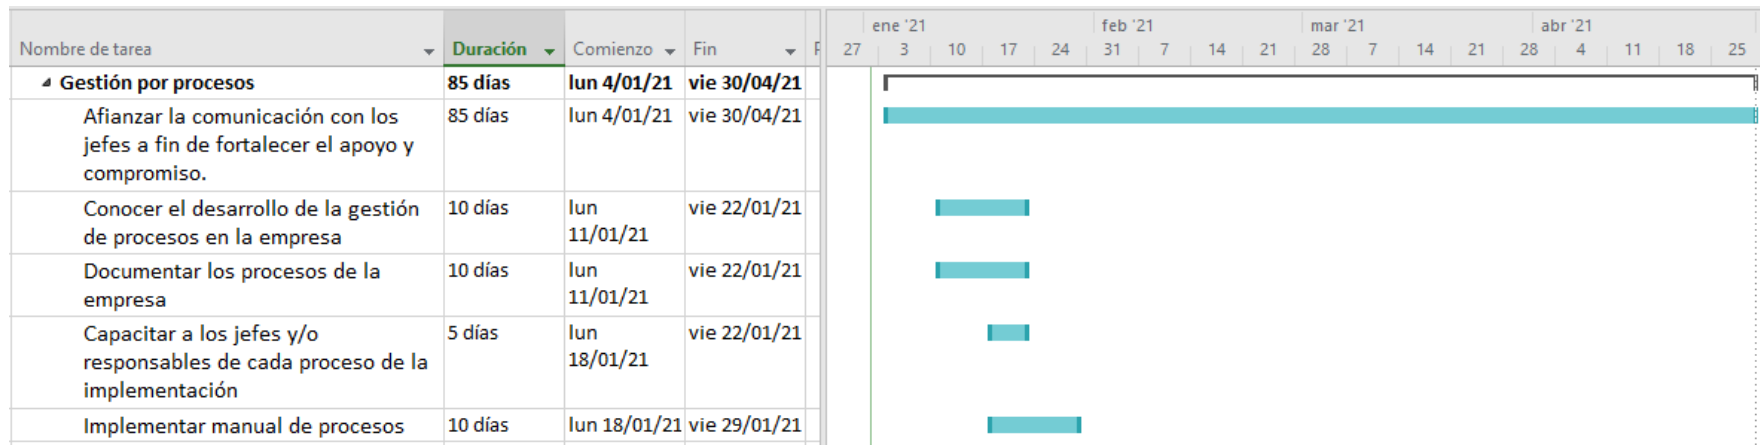 ene '21 feb '21 mar '21 abr '21
Nombre de tarea Duración Comienzo Fin 27 3 10 17 24 31 7 14 21 28 7 14 21 28 4 11 18 25
Gestión por procesos 85 días lun 4/01/21 vie 30/04/21
Afianzar la comunicación con los 85 días lun 4/01/21 vie 30/04/21
jefes a fin de fortalecer el apoyo y
compromiso.
Conocer el desarrollo de la gestión 10 días lun vie 22/01/21
de procesos en la empresa 11/01/21
Documentar los procesos de la 10 días lun vie 22/01/21
empresa 11/01/21
Capacitar a los jefes y/o 5 días lun vie 22/01/21
responsables de cada proceso de la 18/01/21
implementación
Implementar manual de procesos 10 días lun 18/01/21 vie 29/01/21